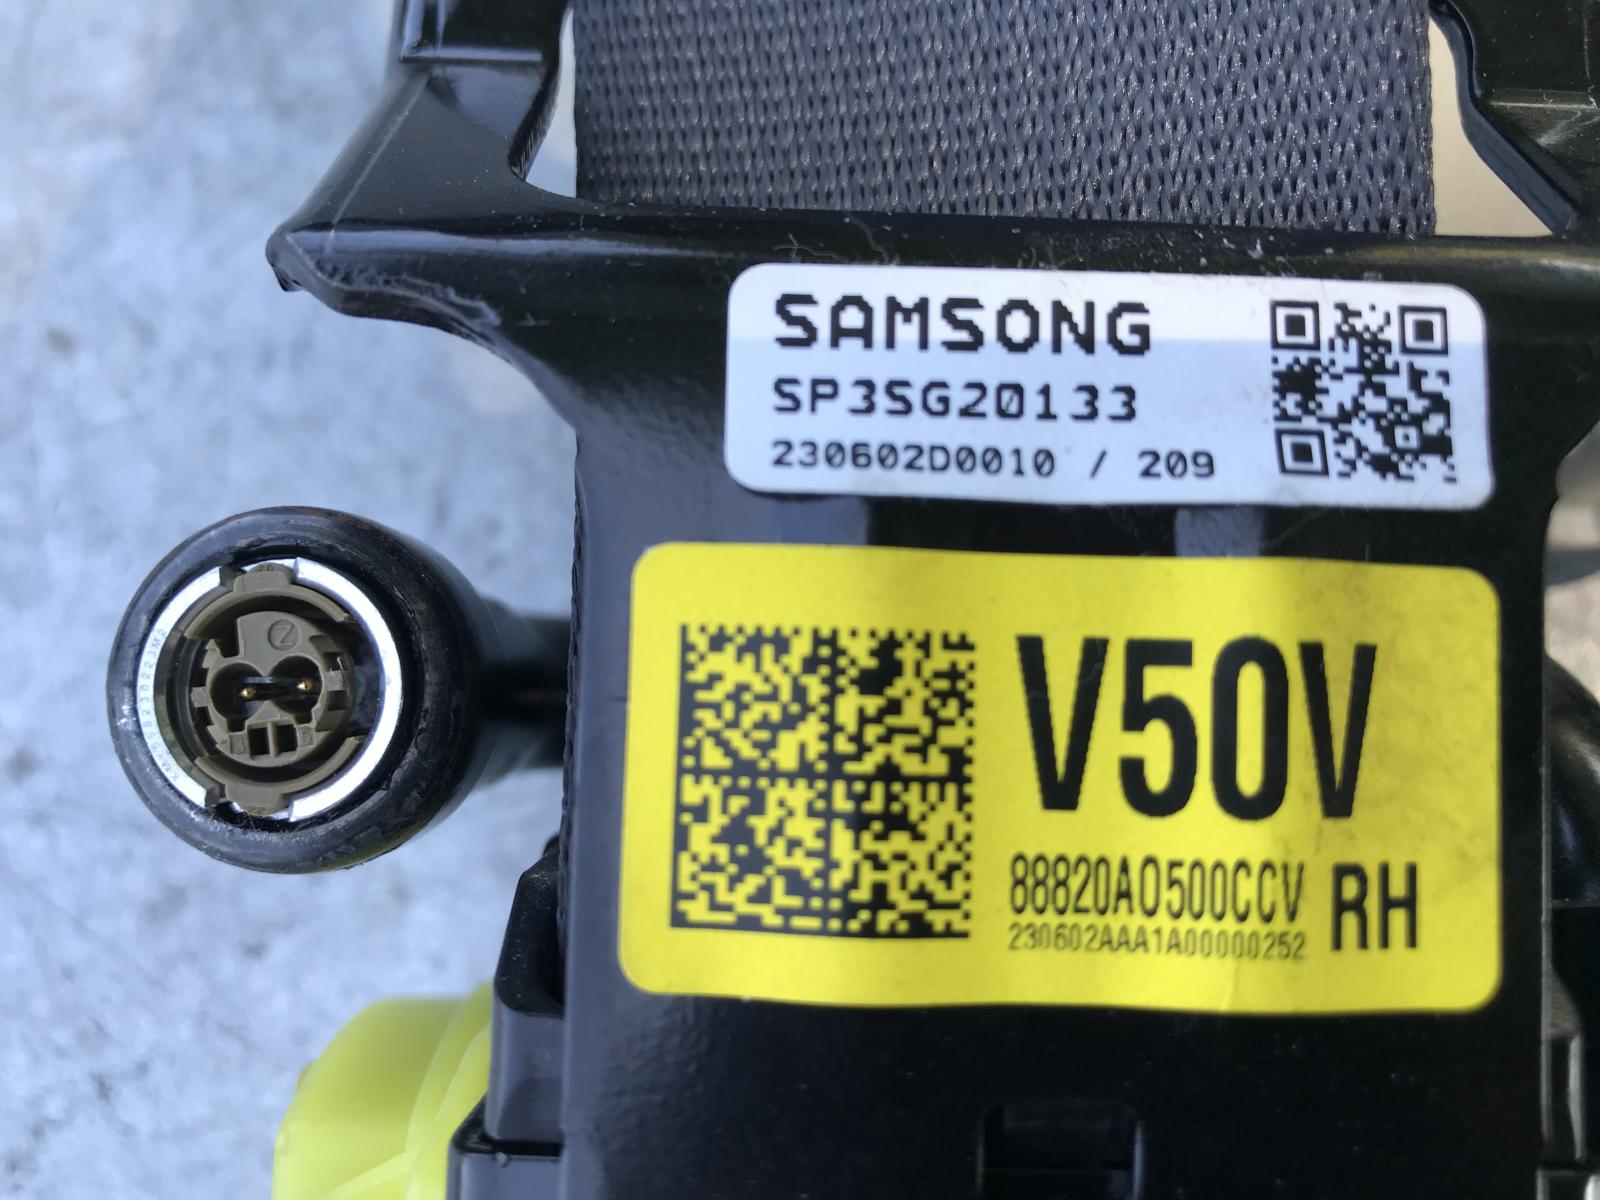 SAMSONG
SP3SG20133
230602D0010 / 209
V50V
88820AO500CCV RH
230602AAA1A00000252
Z